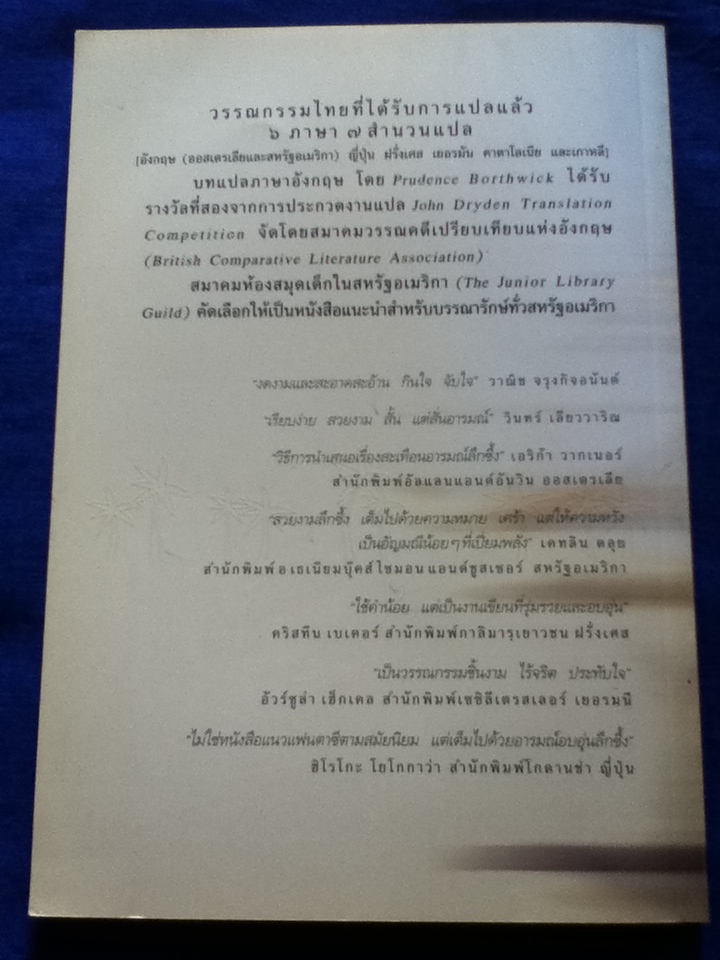 วรรณกรรมไทยที่ได้รับการแปลแล้ว
๖ ภาษา ๗ สำนวนแปล
[อังกฤษ (ออสเตรเลียและสหรัฐอเมริกา) ญี่ปุ่น ฝรั่งเศส เยอรมัน คาตาโลเนีย และเกาหลี]
บทแปลภาษาอังกฤษ โดย Prudence Borthwick ได้รับ
รางวัลที่สองจากการประกวดงานแปล John Dryden Translation
Competition จัดโดยสมาคมวรรณคดีเปรียบเทียบแห่งอังกฤษ
(British Comparative Literature Association)
สมาคมห้องสมุดเด็กในสหรัฐอเมริกา (The Junior Library
Guild) คัดเลือกให้เป็นหนังสือแนะนำสำหรับบรรณารักษ์ทั่วสหรัฐอเมริกา
"งดงามและสะอาดสะอ้าน กินใจ จับใจ" วาณิช จรุงกิจอนันต์
"เรียบง่าย สวยงาม สั้น แต่สั่นอารมณ์" วินทร์ เลียววาริณ
"วิธีการนำเสนอเรื่องสะเทือนอารมณ์ลึกซึ้ง" เอริก้า วากเนอร์
สำนักพิมพ์อัลแลนแอนด์อันวิน ออสเตรเลีย
"สวยงามลึกซึ้ง เต็มไปด้วยความหมาย เศร้า แต่ให้ความหวัง
เป็นอัญมณีน้อยๆ ที่เปี่ยมพลัง" เคทลิน ดลุย
สำนักพิมพ์อเธเนียมบุ๊คส์ไซมอนแอนด์ชูสเชอร์ สหรัฐอเมริกา
"ใช้คำน้อย แต่เป็นงานเขียนที่รุ่มรวยและอบอุ่น"
คริสทีน เบเคอร์ สำนักพิมพ์กาลิมารฺเยาวชน ฝรั่งเศส
"เป็นวรรณกรรมชิ้นงาม ไร้จริต ประทับใจ"
อัวร์ซูล่า เฮ็กเคล สำนักพิมพ์เซซิลีเดรสเลอร์ เยอรมนี
"ไม่ใช่หนังสือแนวแฟนตาซีตามสมัยนิยม แต่เต็มไปด้วยอารมณ์อบอุ่นลึกซึ้ง"
ฮิโรโกะ โยโกกาว่า สำนักพิมพ์โกดานช่า ญี่ปุ่น